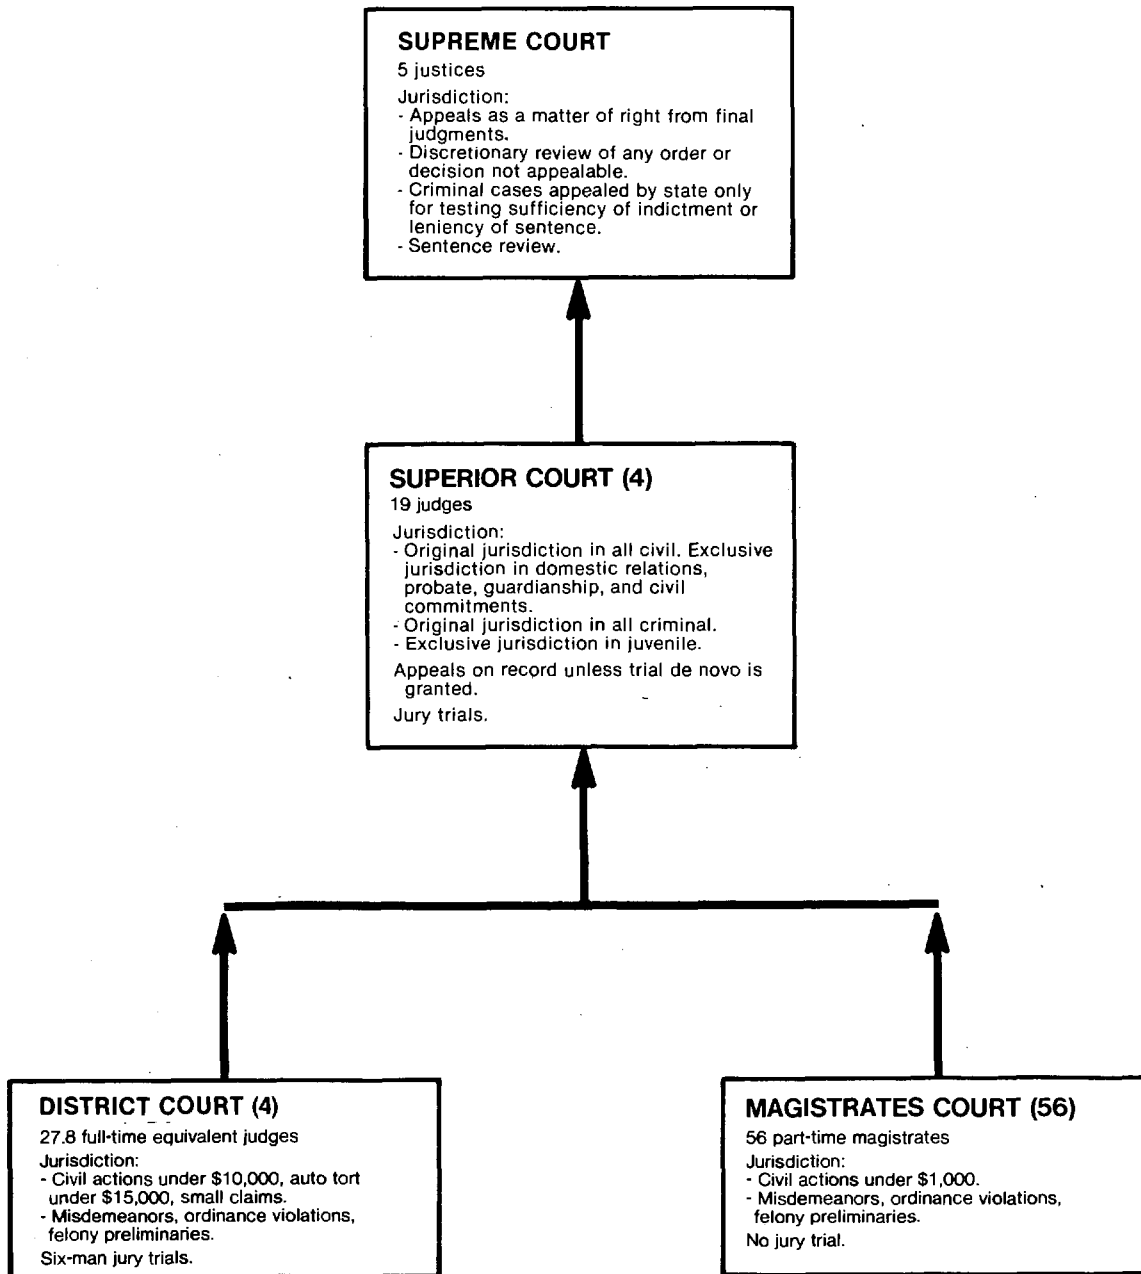 SUPREME COURT
5 justices
Jurisdiction:
- Appeals as a matter of right from final
judgments.
- Discretionary review of any order or
decision not appealable.
- Criminal cases appealed by state only
for testing sufficiency of indictment or
leniency of sentence.
- Sentence review.
SUPERIOR COURT (4)
19 judges
Jurisdiction:
- Original jurisdiction in all civil. Exclusive
jurisdiction in domestic relations,
probate, guardianship, and civil
commitments.
- Original jurisdiction in all criminal.
- Exclusive jurisdiction in juvenile.
Appeals on record unless trial de novo is
granted.
Jury trials.
DISTRICT COURT (4)
27.8 full-time equivalent judges
Jurisdiction:
- Civil actions under $10,000, auto tort
under $15,000, small claims.
- Misdemeanors, ordinance violations,
felony preliminaries.
Six-man jury trials.
MAGISTRATES COURT (56)
56 part-time magistrates
Jurisdiction:
- Civil actions under $1,000.
- Misdemeanors, ordinance violations,
felony preliminaries.
No jury trial.